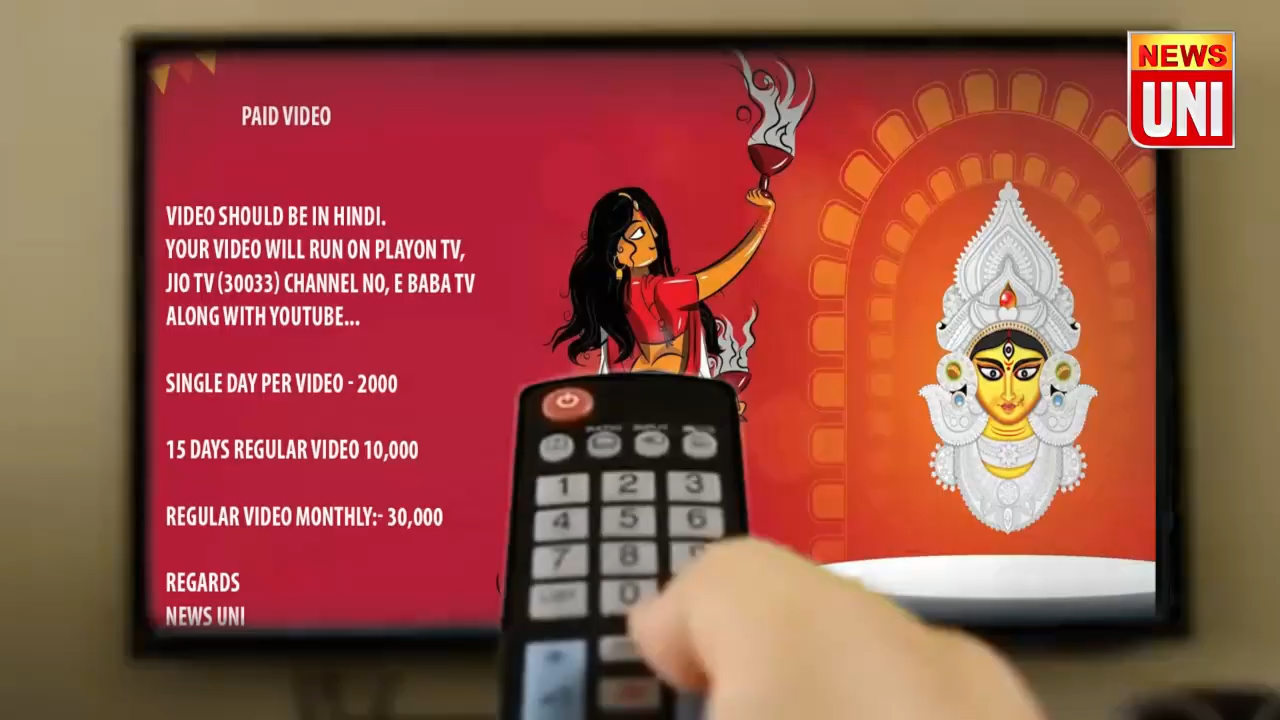 NEWS
UNI
PAID VIDEO
VIDEO SHOULD BE IN HINDI.
YOUR VIDEO WILL RUN ON PLAYON TV,
JIO TV (30033) CHANNEL NO, E BABA TV
ALONG WITH YOUTUBE...
SINGLE DAY PER VIDEO - 2000
15 DAYS REGULAR VIDEO 10,000
REGULAR VIDEO MONTHLY:- 30,000
REGARDS
NEWS UNI
1 2 3
4 5 6
7 8 9
0